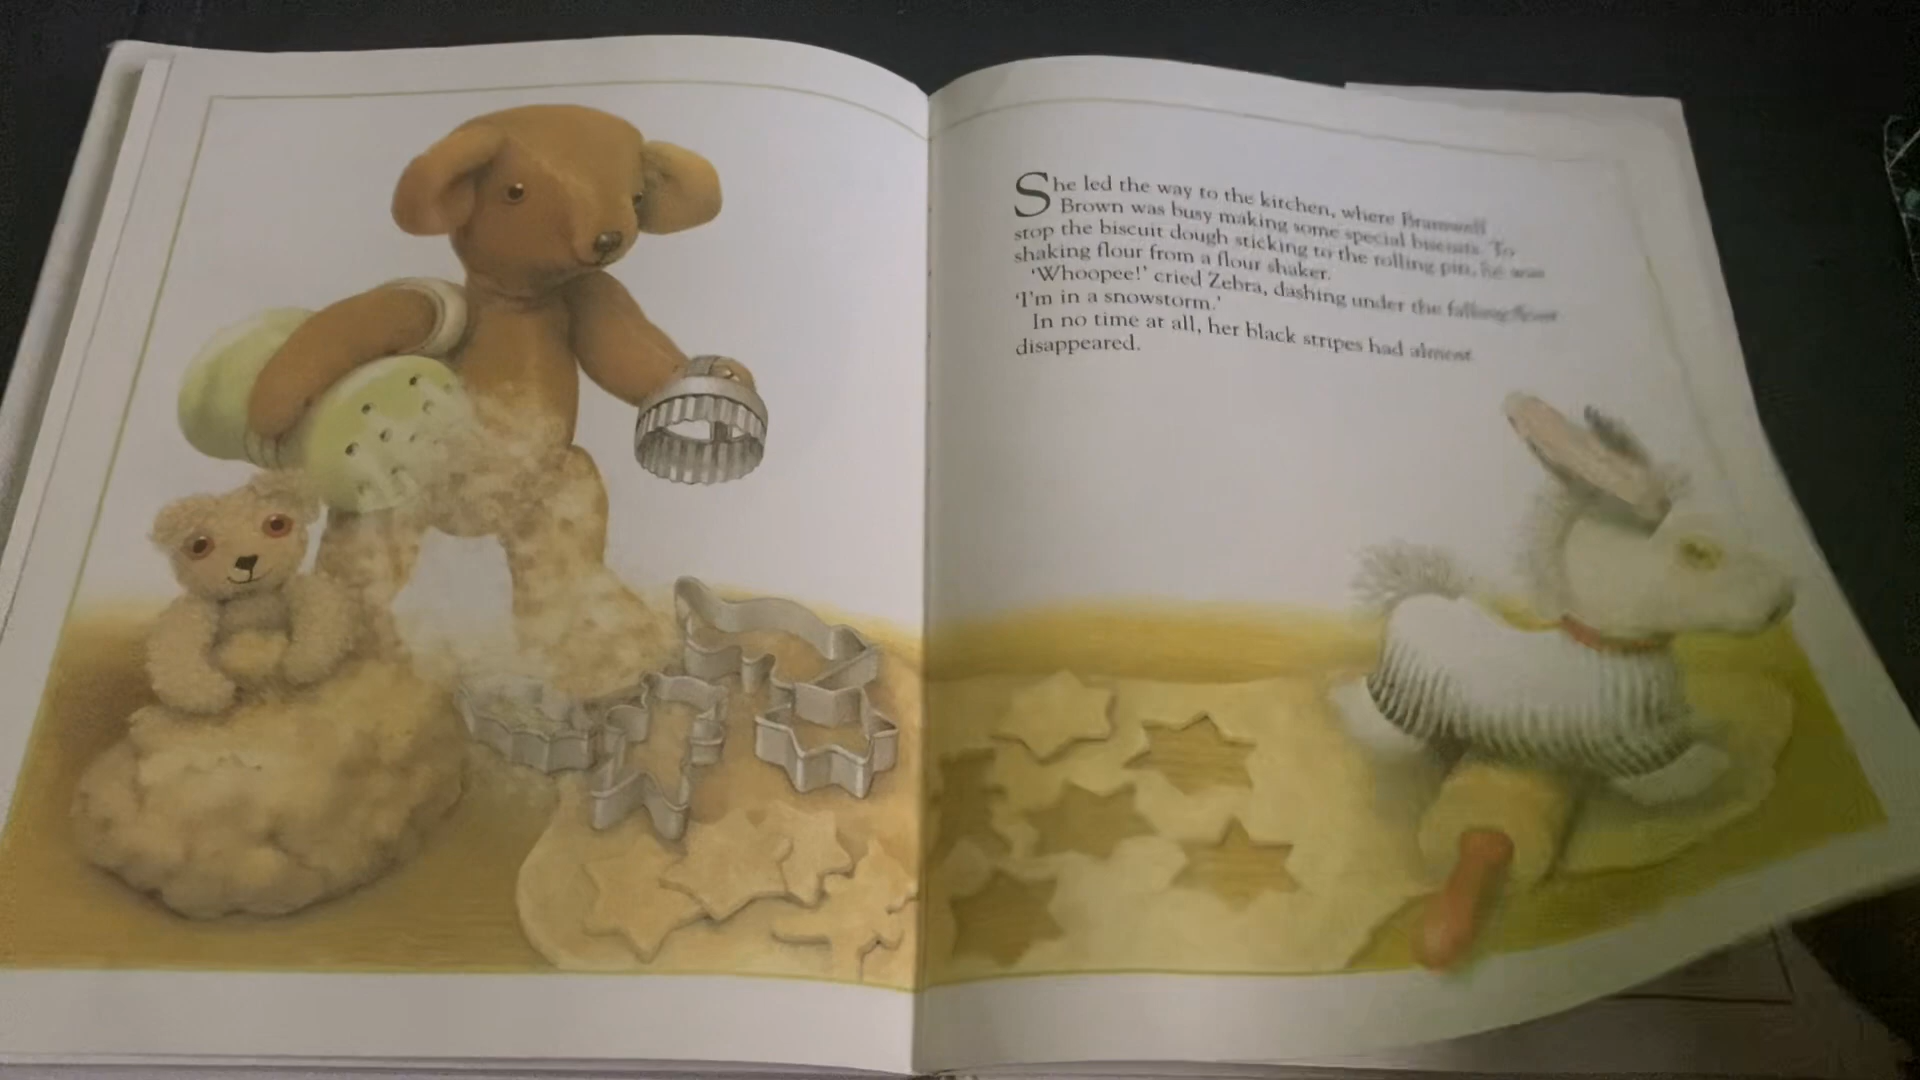 She led the way to the kitchen, where Bramwell
Brown was busy making some special biscuits. To
stop the biscuit dough sticking to the rolling pin, he was
shaking flour from a flour shaker.
‘Whoopee!’ cried Zebra, dashing under the falling flour.
‘I'm in a snowstorm.’
In no time at all, her black stripes had almost
disappeared.